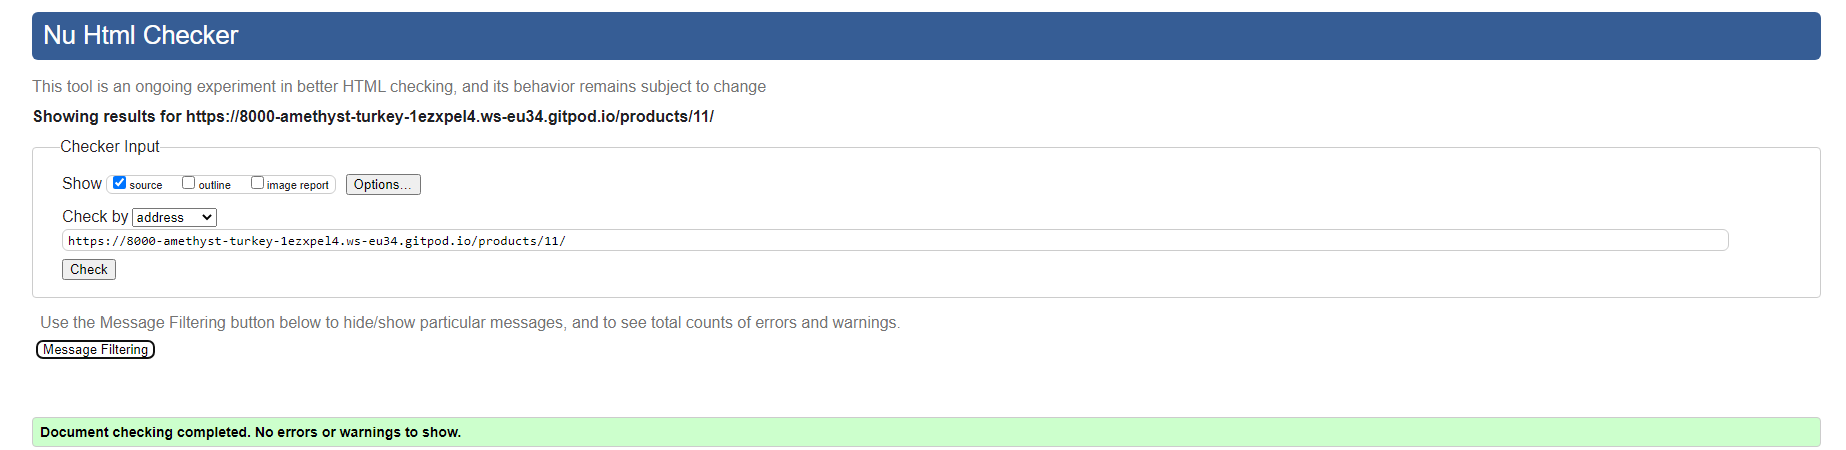 Nu Html Checker
This tool is an ongoing experiment in better HTML checking, and its behavior remains subject to change
Showing results for https://8000-amethyst-turkey-1ezxpel4.ws-eu34.gitpod.io/products/11/
Checker Input
Show source outline image report Options...
Check by address
https://8000-amethyst-turkey-1ezxpel4.ws-eu34.gitpod.io/products/11/
Check
Use the Message Filtering button below to hide/show particular messages, and to see total counts of errors and warnings.
Message Filtering
Document checking completed. No errors or warnings to show.